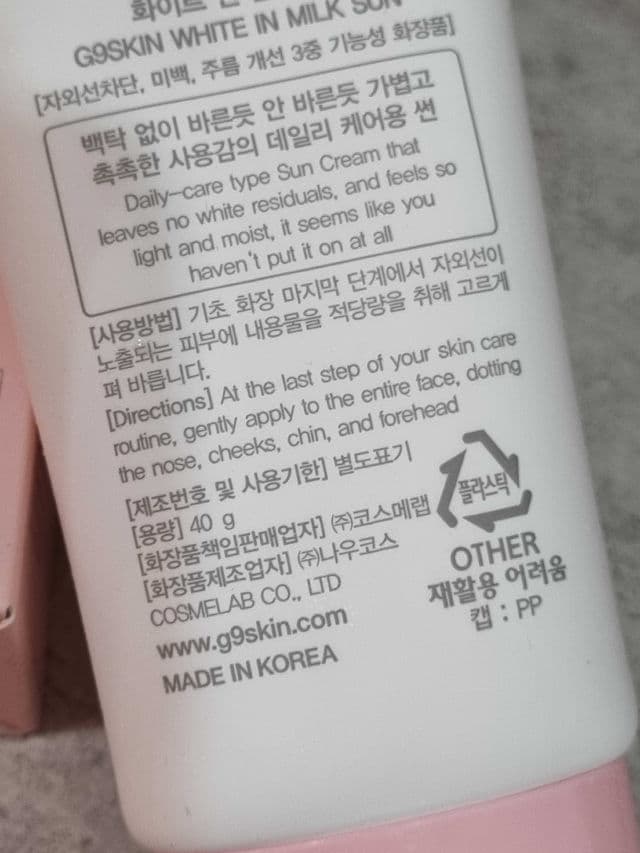 화이트 인
G9SKIN WHITE IN MILK SUN
[자외선차단, 미백, 주름 개선 3중 기능성 화장품]
백탁 없이 바른듯 안 바른듯 가볍고
촉촉한 사용감의 데일리 케어용 썬
Daily-care type Sun Cream that
leaves no white residuals, and feels so
light and moist, it seems like you
haven't put it on at all
[사용방법] 기초 화장 마지막 단계에서 자외선이
노출되는 피부에 내용물을 적당량을 취해 고르게
펴 바릅니다.
[Directions] At the last step of your skin care
routine, gently apply to the entire face, dotting
the nose, cheeks, chin, and forehead
[제조번호 및 사용기한] 별도표기
[용량] 40 g
[화장품책임판매업자] ㈜코스메랩
[화장품제조업자] ㈜나우코스
COSMELAB CO., LTD
www.g9skin.com
MADE IN KOREA
플라스틱
OTHER
재활용 어려움
캡 : PP